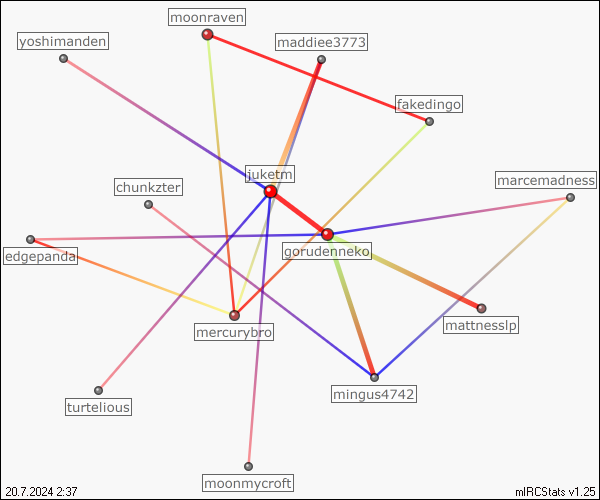 moonraven
yoshimanden
maddiee3773
fakedingo
juketm
marcemadness
chunkzter
edgepanda
gorudenneko
mercurybro
mattnesslp
mingus4742
turtelious
moonmycroft
20.7.2024 2:37
mIRCStats v1.25